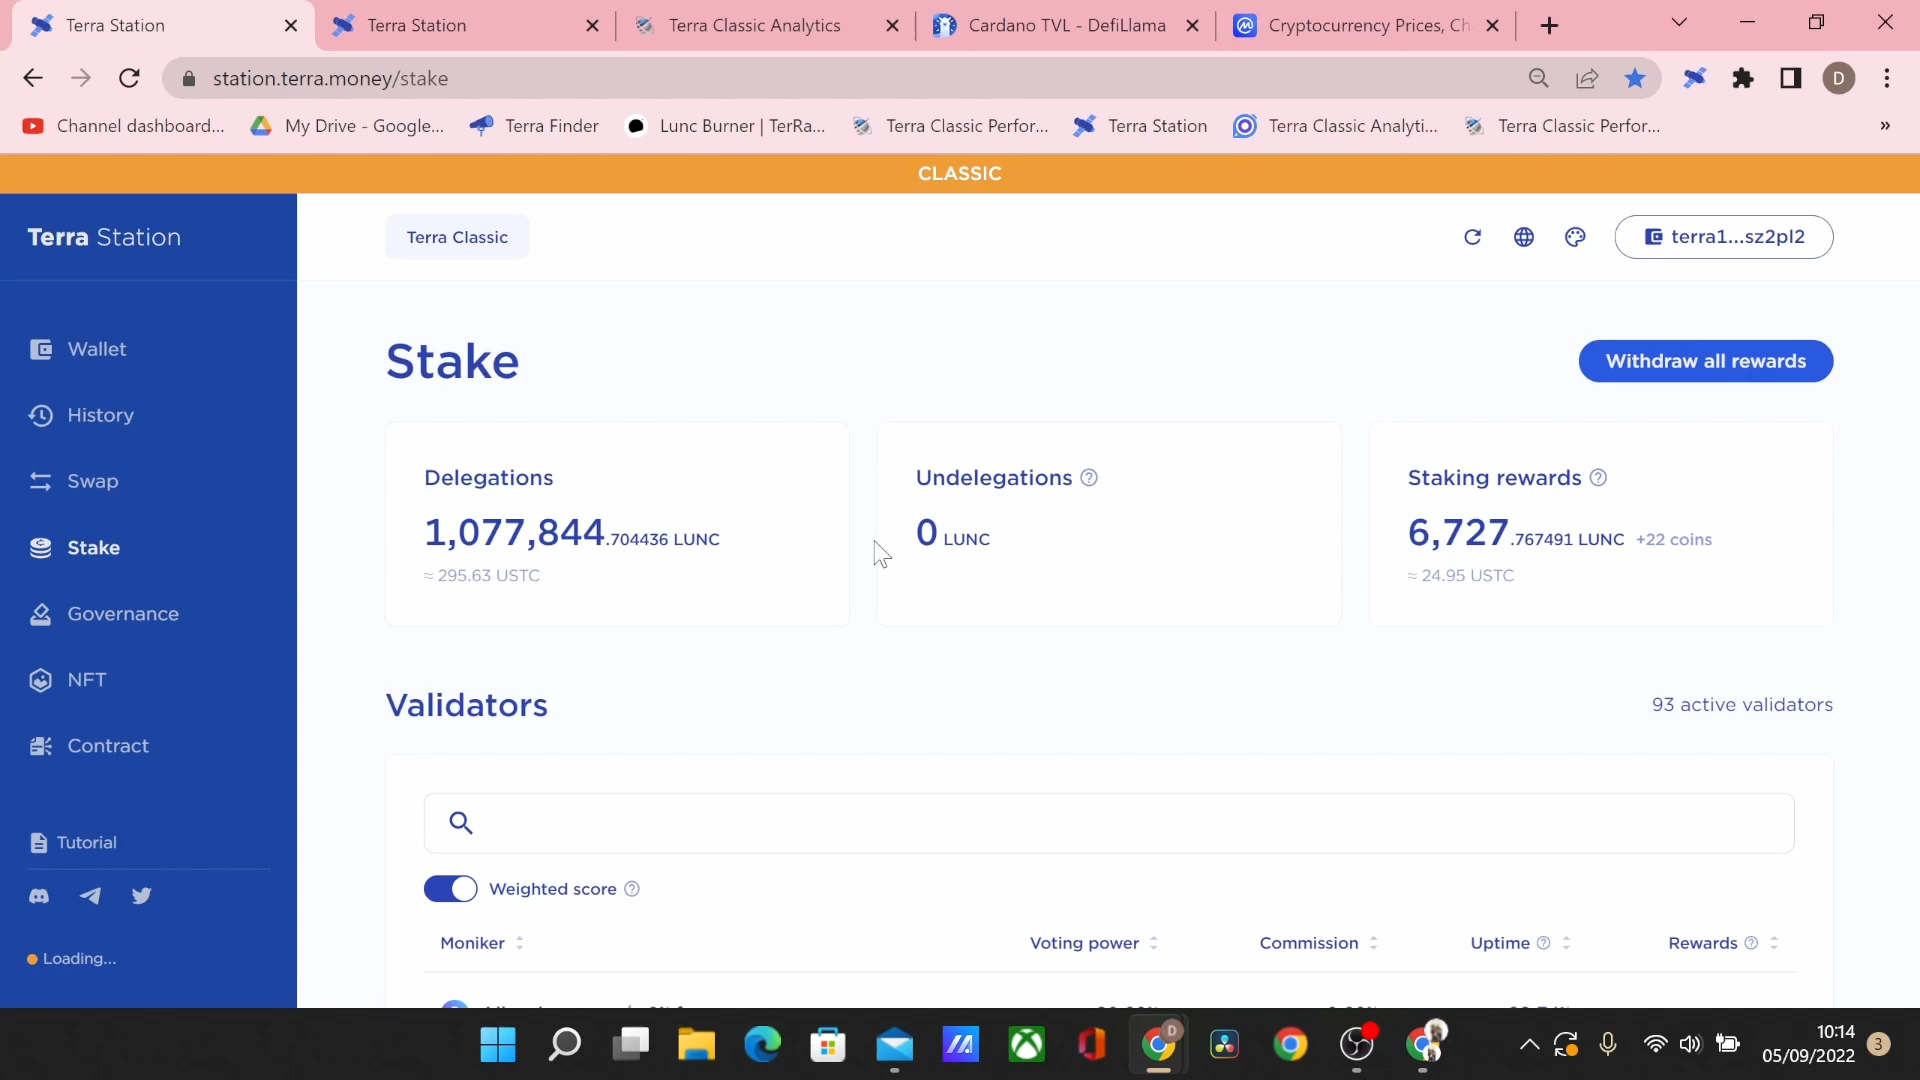 Terra Station
Terra Station
Terra Classic Analytics
Cardano TVL - DefiLlama
Cryptocurrency Prices, Ch
station.terra.money/stake
D
Channel dashboard...
My Drive - Google...
Terra Finder
Lunc Burner | TerRa...
Terra Classic Perfor...
Terra Station
Terra Classic Analyti...
Terra Classic Perfor...
»
CLASSIC
Terra Station
Terra Classic
terra1...sz2pl2
Wallet
History
Swap
Stake
Governance
NFT
Contract
Tutorial
Loading...
Stake
Withdraw all rewards
Delegations
1,077,844.704436 LUNC
≈ 295.63 USTC
Undelegations
0 LUNC
Staking rewards
6,727.767491 LUNC +22 coins
≈ 24.95 USTC
Validators
93 active validators
Weighted score
Moniker Voting power Commission Uptime Rewards
D
10:14
05/09/2022
3